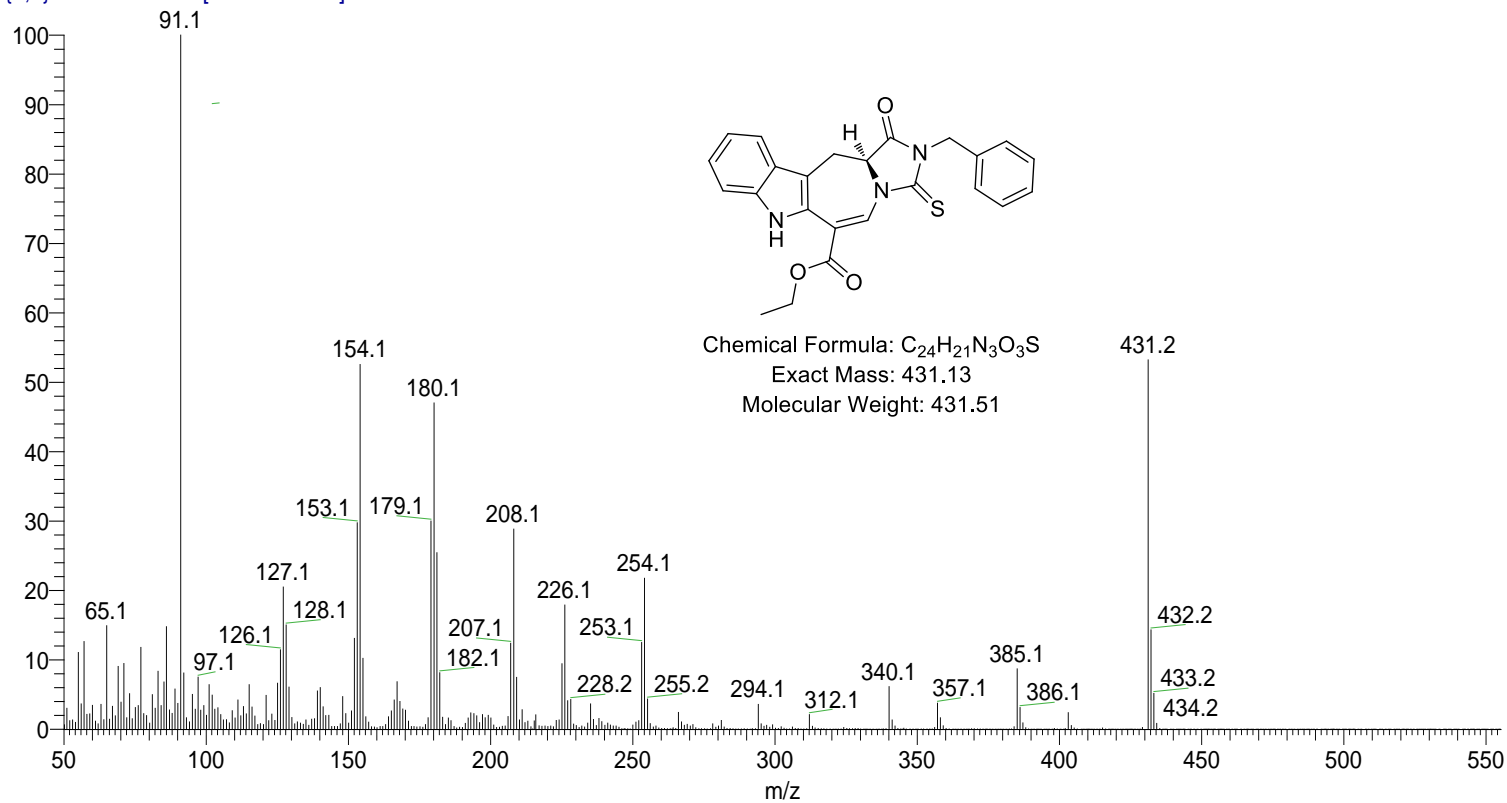 91.1
100
90
80
70
60
50
40
30
20
10
0
65.1
97.1
126.1
127.1
128.1
153.1
154.1
179.1
180.1
182.1
207.1
208.1
226.1
228.2
253.1
254.1
255.2
294.1
312.1
340.1
357.1
385.1
386.1
431.2
432.2
433.2
434.2
O
H
N
N
S
N
H
O
O
Chemical Formula: C₂₄H₂₁N₃O₃S
Exact Mass: 431.13
Molecular Weight: 431.51
50 100 150 200 250 300 350 400 450 500 550
m/z